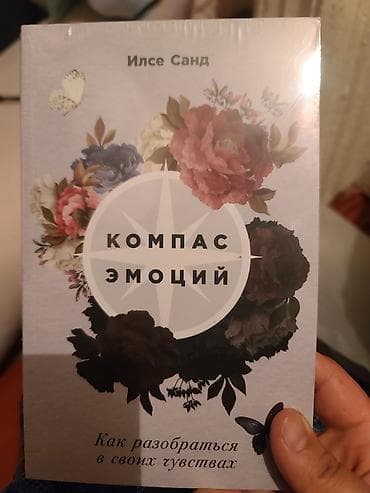 Илсе Санд
КОМПАС
ЭМОЦИЙ
Как разобраться
в своих чувствах